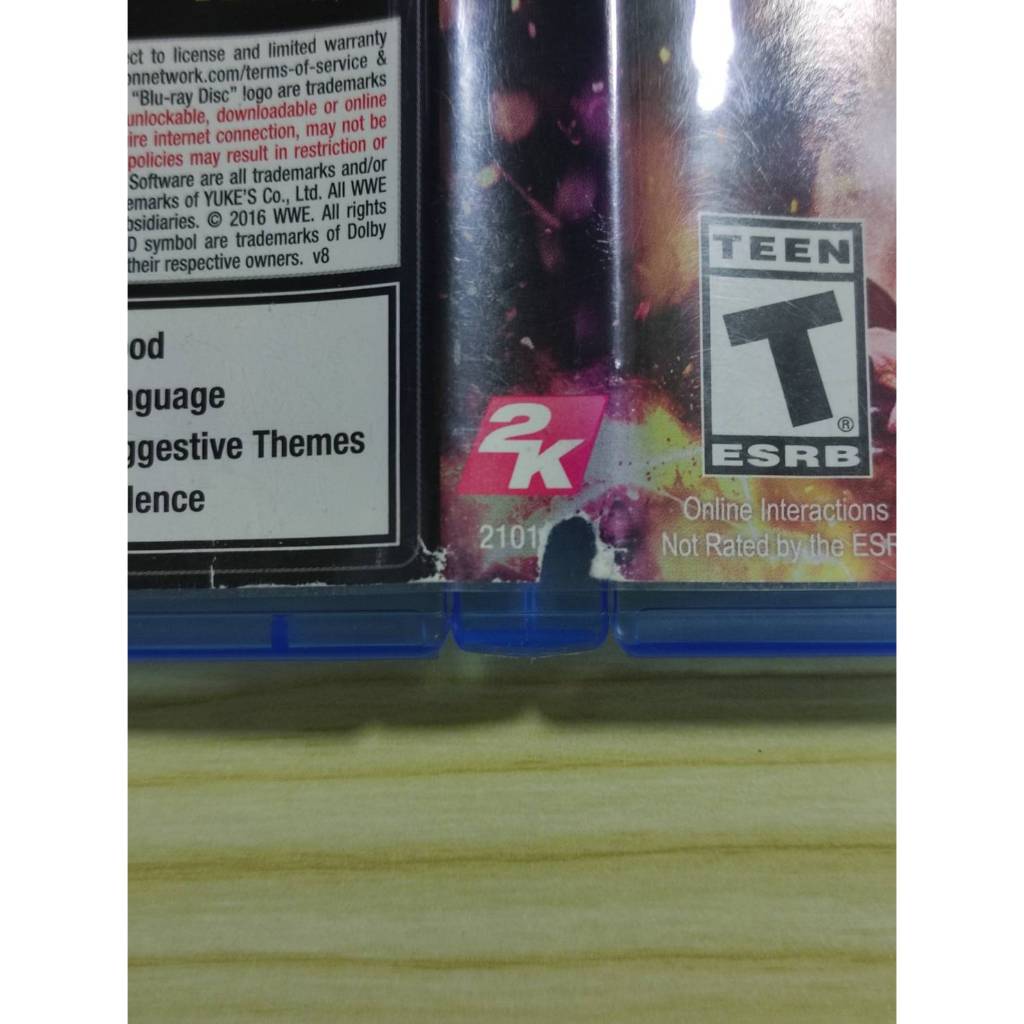 ct to license and limited warranty
onnetwork.com/terms-of-service &
"Blu-ray Disc" logo are trademarks
unlockable, downloadable or online
ire internet connection, may not be
policies may result in restriction or
Software are all trademarks and/or
emarks of YUKE'S Co., Ltd. All WWE
bsidiaries. © 2016 WWE. All rights
D symbol are trademarks of Dolby
their respective owners. v8
od
nguage
ggestive Themes
lence
2K
2101
TEEN
T®
ESRB
Online Interactions
Not Rated by the ESR